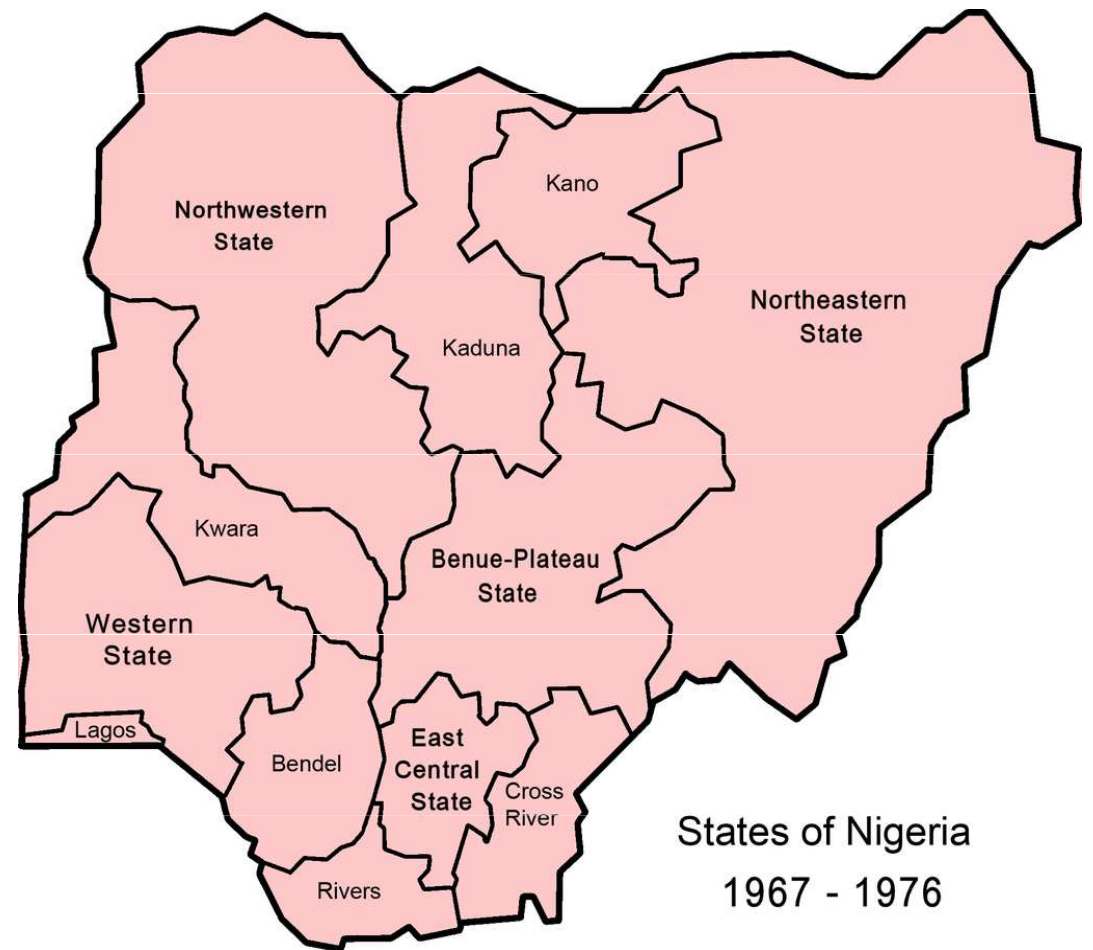 Kano
Northwestern
State
Northeastern
State
Kaduna
Kwara
Benue-Plateau
State
Western
State
Lagos
Bendel
East
Central
State
Cross
River
Rivers
States of Nigeria
1967 - 1976